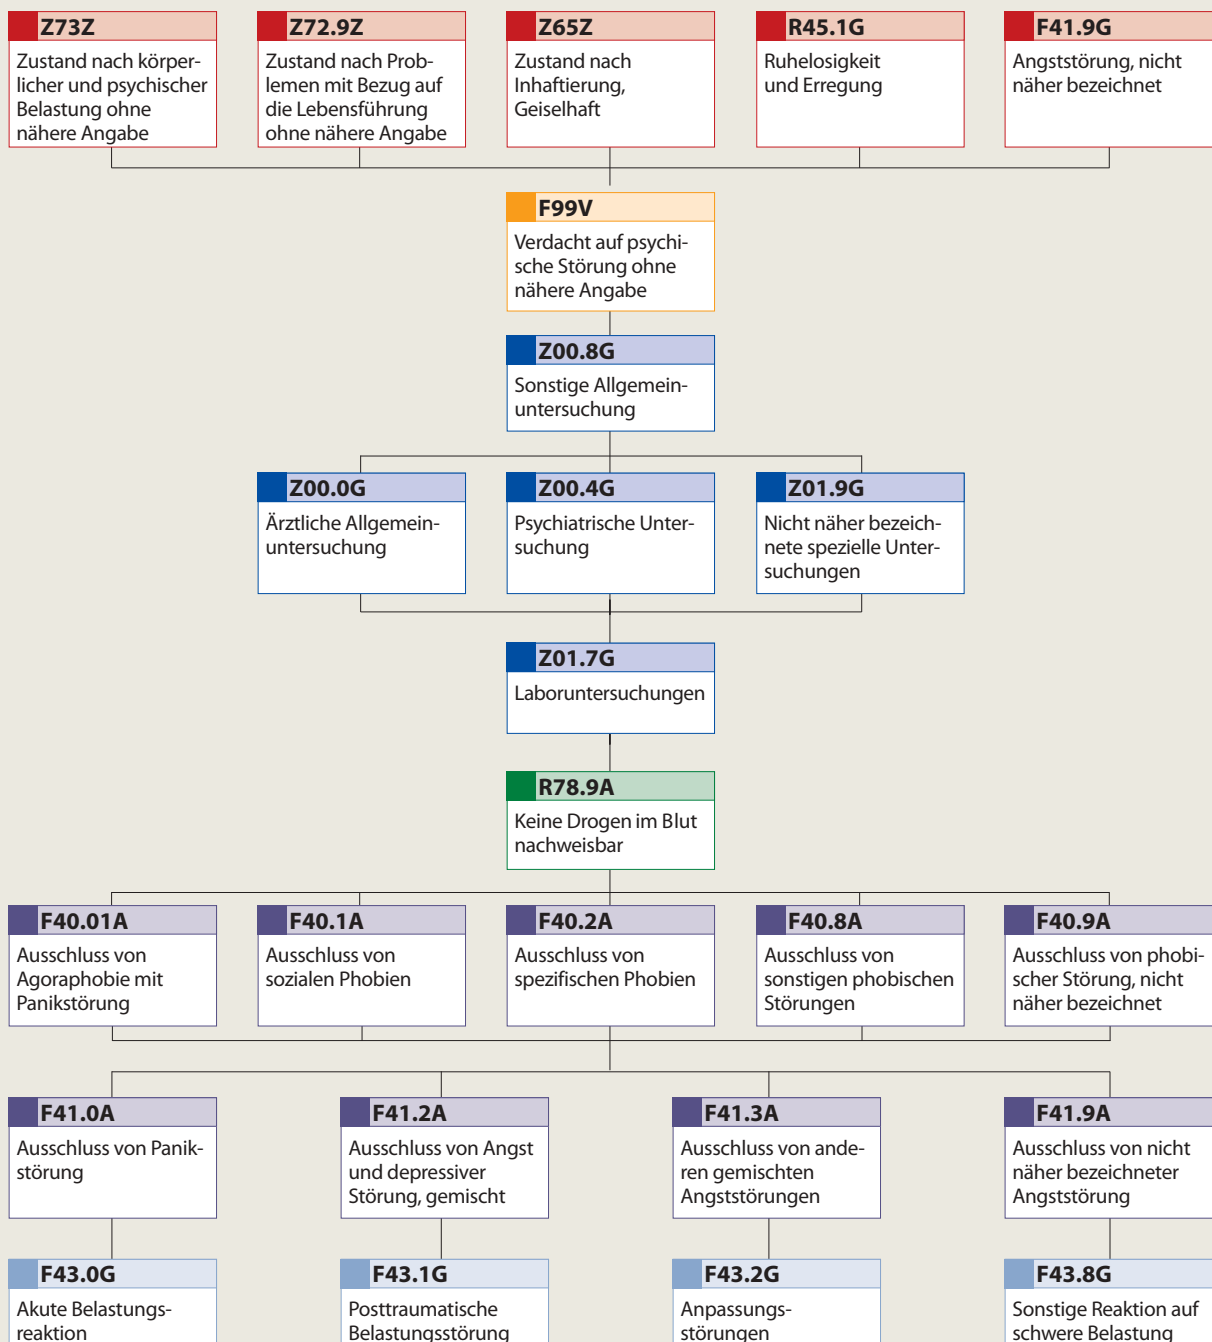 Z73Z
Zustand nach körper-
licher und psychischer
Belastung ohne
nähere Angabe
Z72.9Z
Zustand nach Prob-
lemen mit Bezug auf
die Lebensführung
ohne nähere Angabe
Z65Z
Zustand nach
Inhaftierung,
Geiselhaft
R45.1G
Ruhelosigkeit
und Erregung
F41.9G
Angststörung, nicht
näher bezeichnet
F99V
Verdacht auf psychi-
sche Störung ohne
nähere Angabe
Z00.8G
Sonstige Allgemein-
untersuchung
Z00.0G
Ärztliche Allgemein-
untersuchung
Z00.4G
Psychiatrische Unter-
suchung
Z01.9G
Nicht näher bezeich-
nete spezielle Unter-
suchungen
Z01.7G
Laboruntersuchungen
R78.9A
Keine Drogen im Blut
nachweisbar
F40.01A
Ausschluss von
Agoraphobie mit
Panikstörung
F40.1A
Ausschluss von
sozialen Phobien
F40.2A
Ausschluss von
spezifischen Phobien
F40.8A
Ausschluss von
sonstigen phobischen
Störungen
F40.9A
Ausschluss von phobi-
scher Störung, nicht
näher bezeichnet
F41.0A
Ausschluss von Panik-
störung
F41.2A
Ausschluss von Angst
und depressiver
Störung, gemischt
F41.3A
Ausschluss von ande-
ren gemischten
Angststörungen
F41.9A
Ausschluss von nicht
näher bezeichneter
Angststörung
F43.0G
Akute Belastungs-
reaktion
F43.1G
Posttraumatische
Belastungsstörung
F43.2G
Anpassungs-
störungen
F43.8G
Sonstige Reaktion auf
schwere Belastung